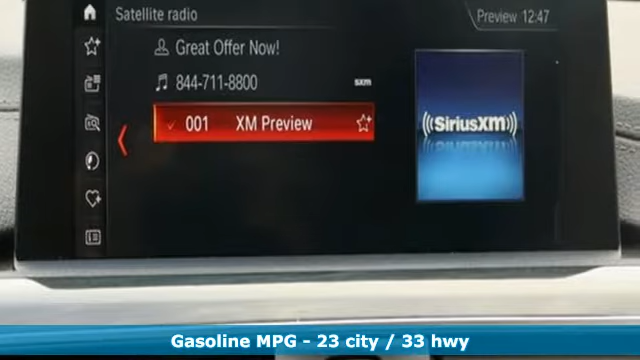 Satellite radio
Preview 12:47
Great Offer Now!
844-711-8800
sxm
001 XM Preview
((SiriusXM))
Gasoline MPG - 23 city / 33 hwy